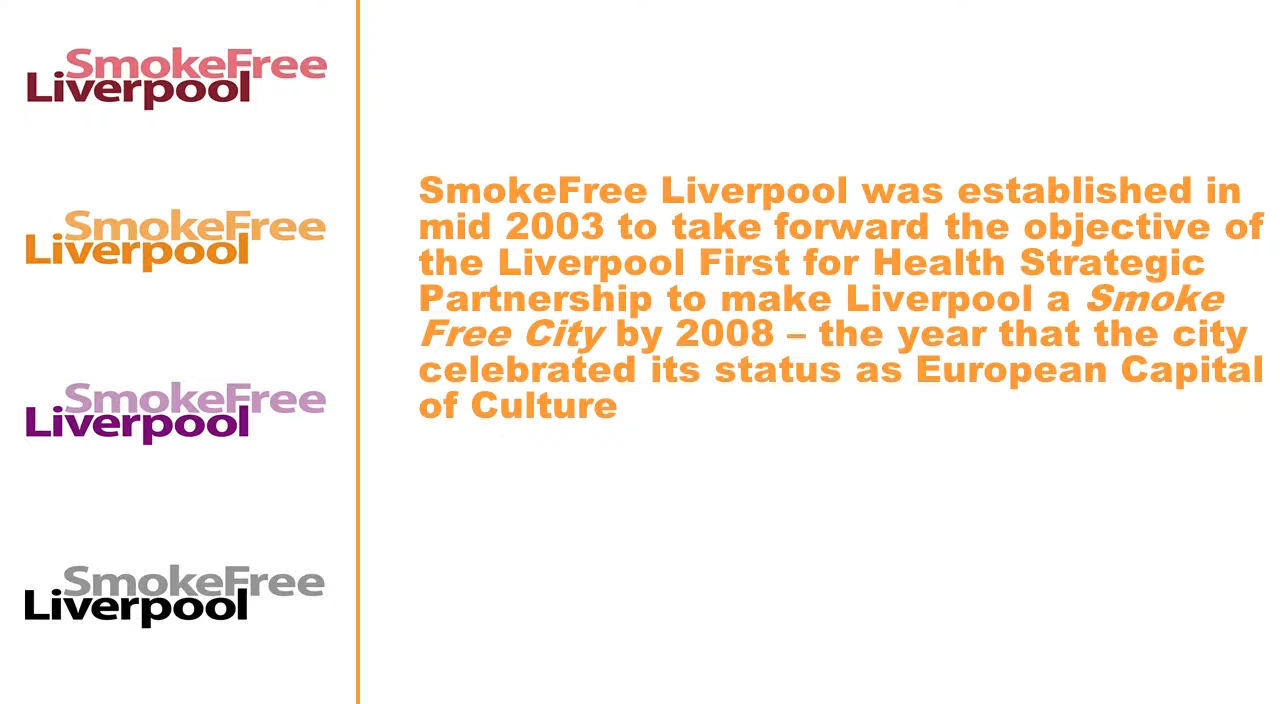 SmokeFree
Liverpool
SmokeFree
Liverpool
SmokeFree
Liverpool
SmokeFree
Liverpool
SmokeFree Liverpool was established in
mid 2003 to take forward the objective of
the Liverpool First for Health Strategic
Partnership to make Liverpool a Smoke
Free City by 2008 – the year that the city
celebrated its status as European Capital
of Culture